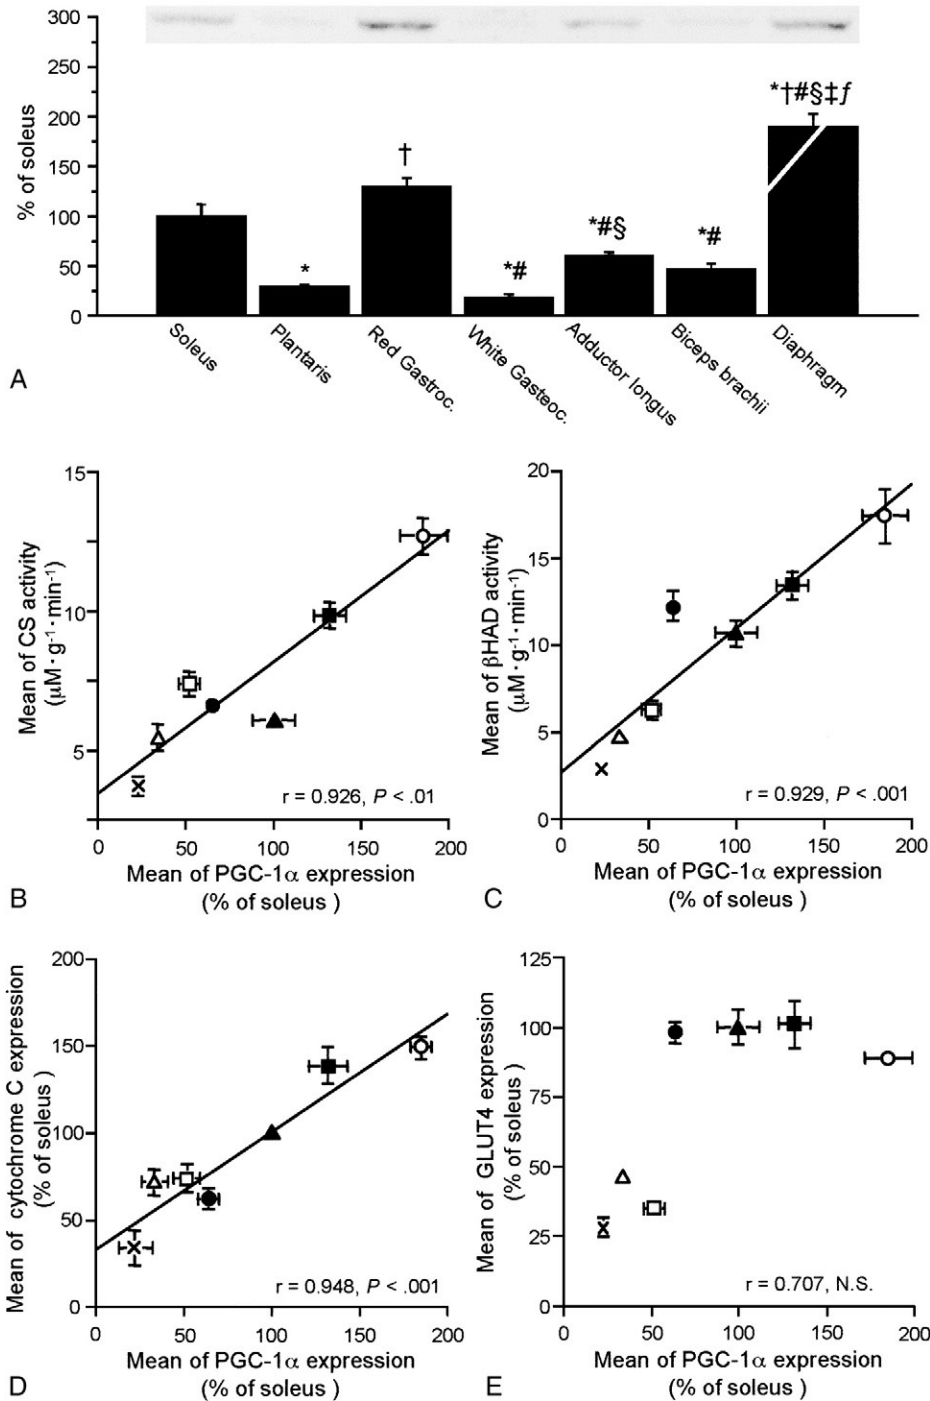 300
250
200
150
100
50
0
% of soleus
*
†
*#
*#§
*#
*†#§‡ƒ
Soleus
Plantaris
Red Gastroc.
White Gasteoc.
Adductor longus
Biceps brachii
Diaphragm
A
15
10
5
Mean of CS activity
(μM·g⁻¹·min⁻¹)
r = 0.926, P < .01
0 50 100 150 200
Mean of PGC-1α expression
(% of soleus )
B
20
15
10
5
0
Mean of βHAD activity
(μM·g⁻¹·min⁻¹)
r = 0.929, P < .001
0 50 100 150 200
Mean of PGC-1α expression
(% of soleus )
C
200
150
100
50
0
Mean of cytochrome C expression
(% of soleus )
r = 0.948, P < .001
0 50 100 150 200
Mean of PGC-1α expression
(% of soleus )
D
125
100
75
50
25
0
Mean of GLUT4 expression
(% of soleus )
r = 0.707, N.S.
0 50 100 150 200
Mean of PGC-1α expression
(% of soleus )
E